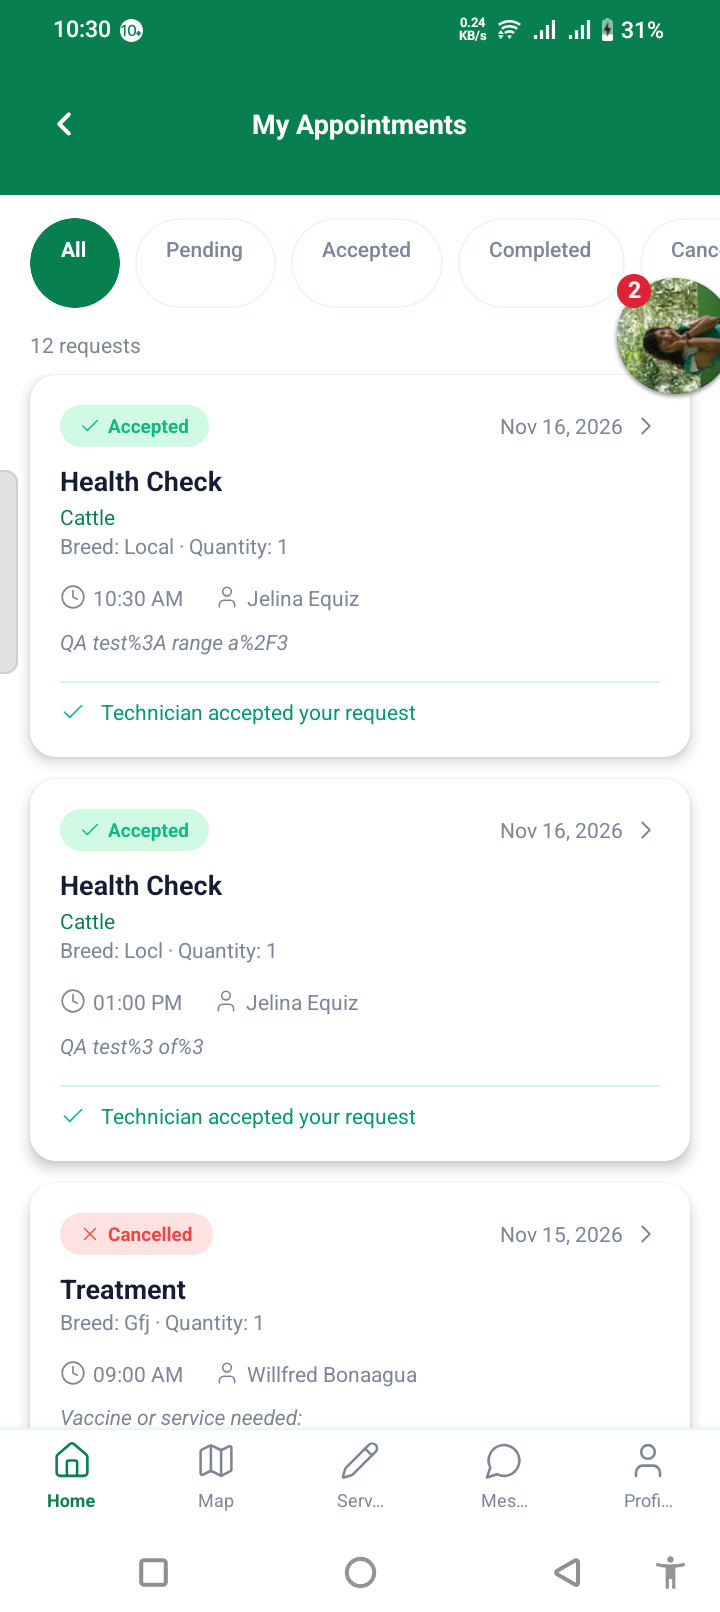 10:30
0.24
KB/s
31%
My Appointments
All
Pending
Accepted
Completed
Canc
2
12 requests
Accepted
Nov 16, 2026
Health Check
Cattle
Breed: Local · Quantity: 1
10:30 AM
Jelina Equiz
QA test%3A range a%2F3
Technician accepted your request
Accepted
Nov 16, 2026
Health Check
Cattle
Breed: Locl · Quantity: 1
01:00 PM
Jelina Equiz
QA test%3 of%3
Technician accepted your request
Cancelled
Nov 15, 2026
Treatment
Breed: Gfj · Quantity: 1
09:00 AM
Willfred Bonaagua
Vaccine or service needed:
Home
Map
Serv...
Mes...
Profi...